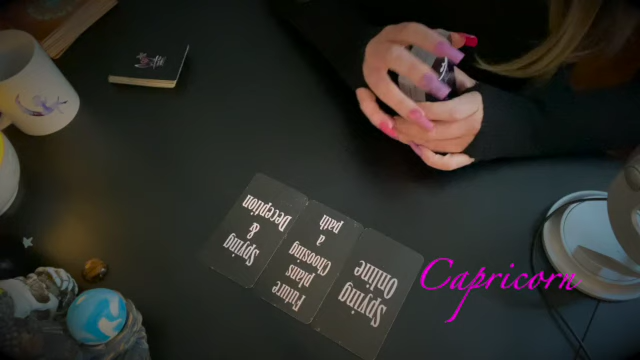 Spying
&
Deception
Future
plans
Choosing
a
path
Spying
Online
Capricorn